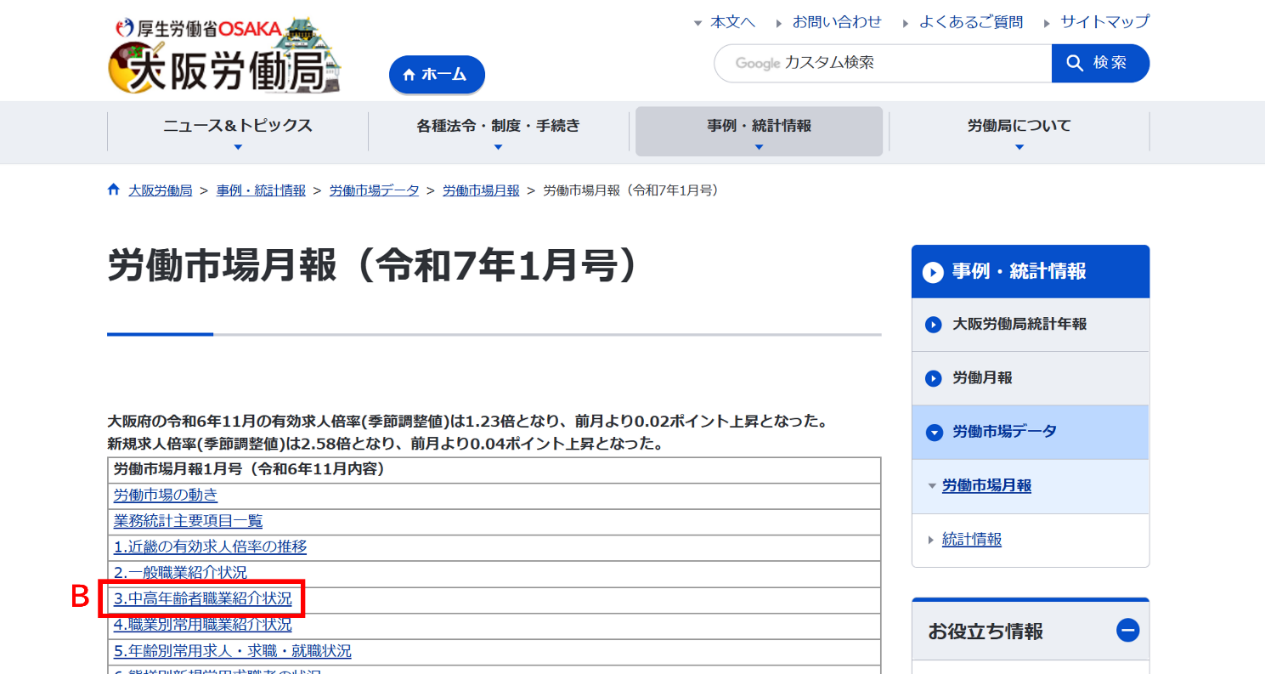 厚生労働省OSAKA
大阪労働局
ホーム
本文へ お問い合わせ よくあるご質問 サイトマップ
Google カスタム検索 検索
ニュース&トピックス 各種法令・制度・手続き 事例・統計情報 労働局について
大阪労働局 > 事例・統計情報 > 労働市場データ > 労働市場月報 > 労働市場月報（令和7年1月号）
労働市場月報（令和7年1月号）
大阪府の令和6年11月の有効求人倍率(季節調整値)は1.23倍となり、前月より0.02ポイント上昇となった。
新規求人倍率(季節調整値)は2.58倍となり、前月より0.04ポイント上昇となった。
労働市場月報1月号（令和6年11月内容）
労働市場の動き
業務統計主要項目一覧
1.近畿の有効求人倍率の推移
2.一般職業紹介状況
B 3.中高年齢者職業紹介状況
4.職業別常用職業紹介状況
5.年齢別常用求人・求職・就職状況
6.態様別新規常用求職者の状況
事例・統計情報
大阪労働局統計年報
労働月報
労働市場データ
労働市場月報
統計情報
お役立ち情報